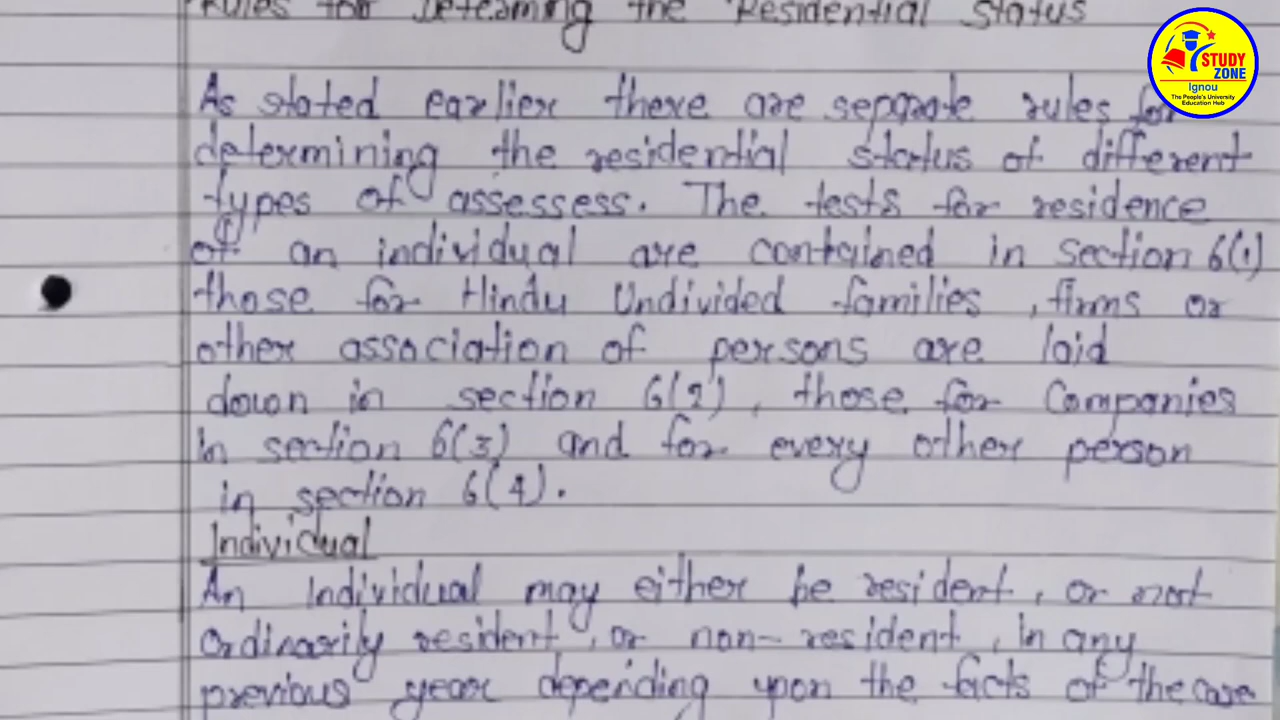 Rules for Determing the Residential Status
As stated earlier there are separate rules for
determining the residential status of different
types of assessess. The tests for residence
of an individual are contained in section 6(1)
those for Hindu Undivided families, firms or
other association of persons are laid
down in section 6(2), those for Companies
in section 6(3) and for every other person
in section 6(4).
Individual
An Individual may either be resident, or not
ordinarily resident, or non-resident, in any
previous year depending upon the facts of the case
STUDY
ZONE
Ignou
The People's University
Education Hub